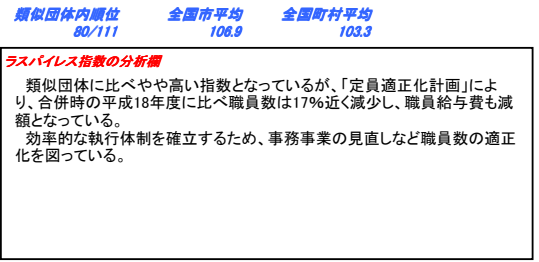 類似団体内順位 全国市平均 全国町村平均
80/111 106.9 103.3
ラスパイレス指数の分析欄
類似団体に比べやや高い指数となっているが、「定員適正化計画」によ
り、合併時の平成18年度に比べ職員数は17%近く減少し、職員給与費も減
額となっている。
効率的な執行体制を確立するため、事務事業の見直しなど職員数の適正
化を図っている。